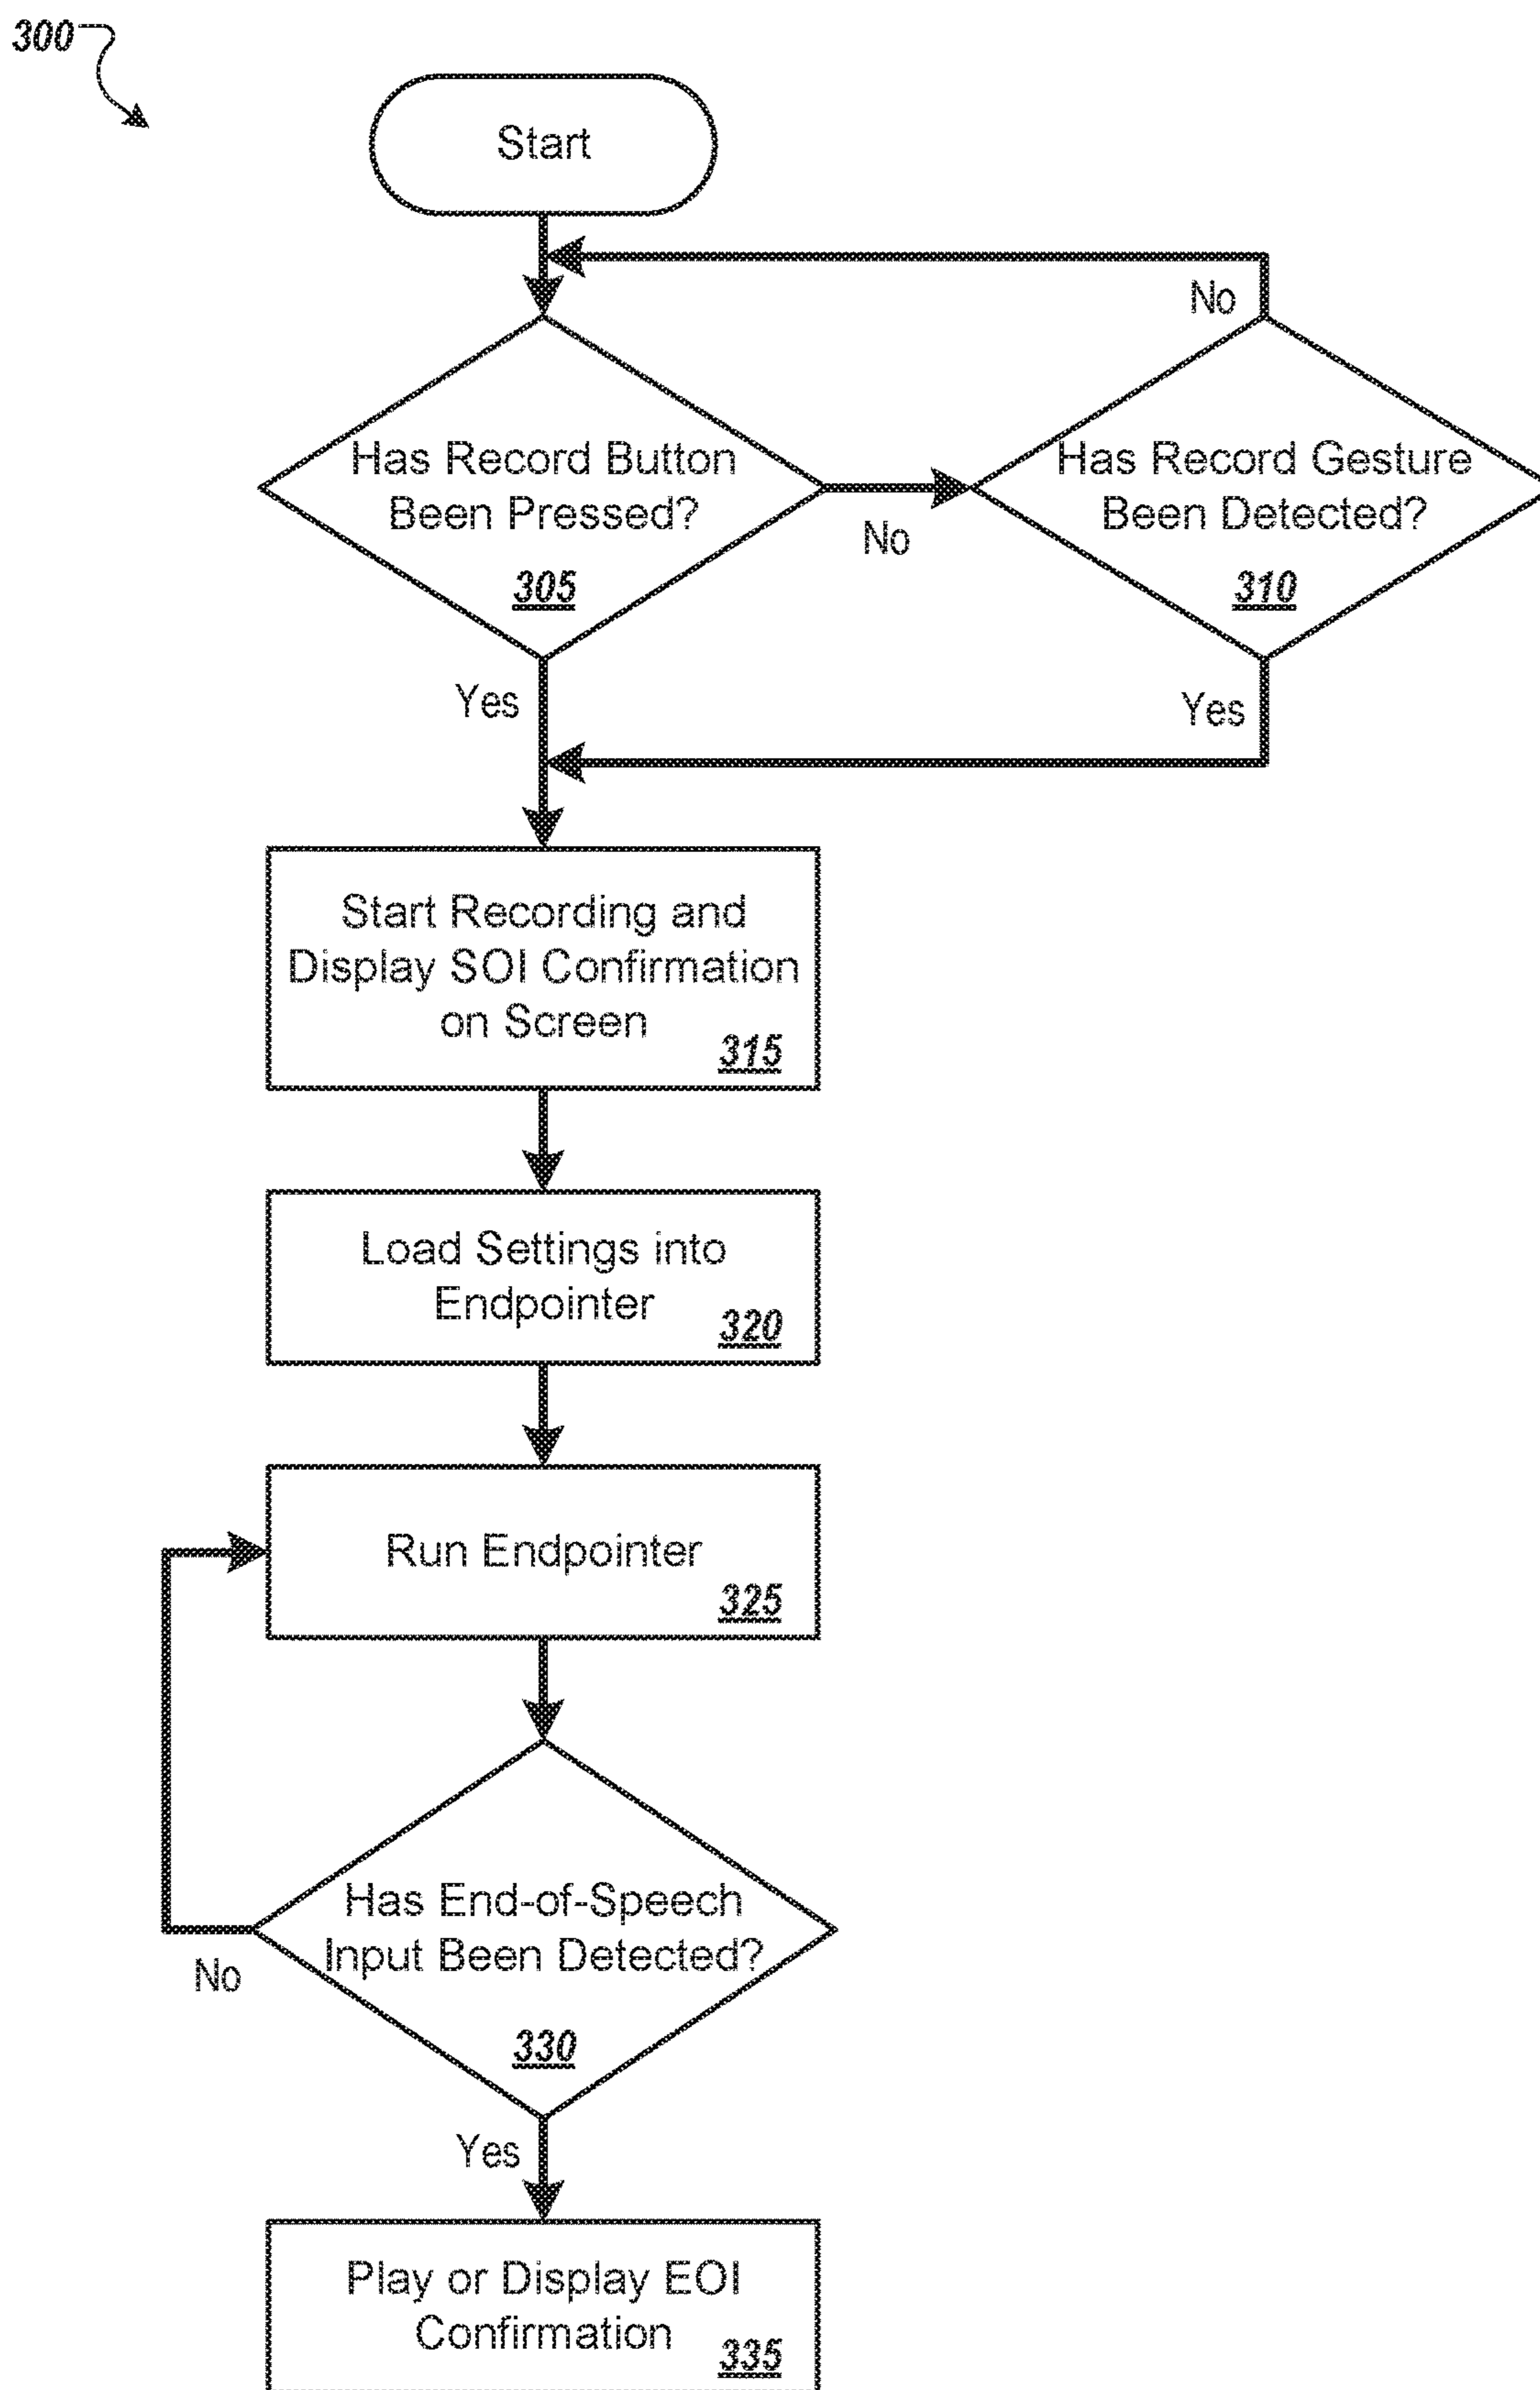 300
Start
No
Has Record Button
Been Pressed?
305
No
Has Record Gesture
Been Detected?
310
Yes
Yes
Start Recording and
Display SOI Confirmation
on Screen
315
Load Settings into
Endpointer
320
Run Endpointer
325
Has End-of-Speech
Input Been Detected?
330
No
Yes
Play or Display EOI
Confirmation
335